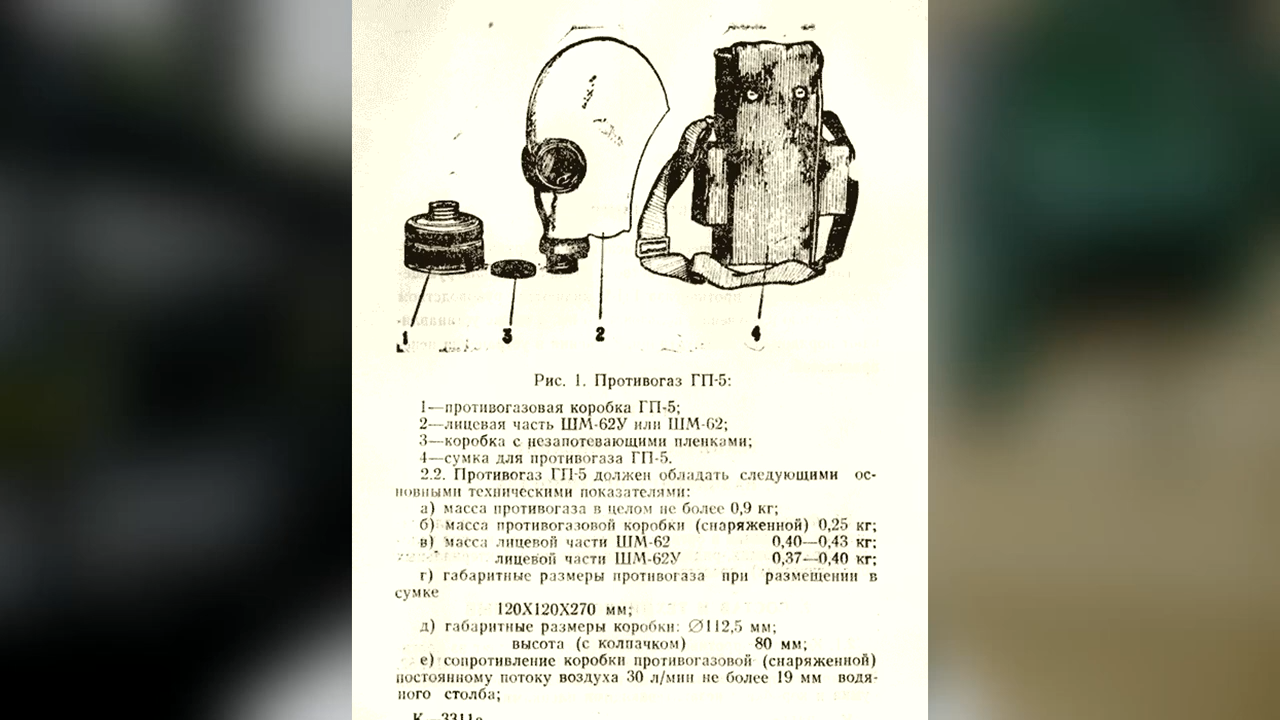 1
3
2
4
Рис. 1. Противогаз ГП-5:
1—противогазовая коробка ГП-5;
2—лицевая часть ШМ-62У или ШМ-62;
3—коробка с незапотевающими пленками;
4—сумка для противогаза ГП-5.
2.2. Противогаз ГП-5 должен обладать следующими ос-
новными техническими показателями:
а) масса противогаза в целом не более 0,9 кг;
б) масса противогазовой коробки (снаряженной) 0,25 кг;
в) масса лицевой части ШМ-62 0,40—0,43 кг;
лицевой части ШМ-62У 0,37—0,40 кг;
г) габаритные размеры противогаза при размещении в
сумке
120Х120Х270 мм;
д) габаритные размеры коробки: ∅112,5 мм;
высота (с колпачком) 80 мм;
е) сопротивление коробки противогазовой (снаряженной)
постоянному потоку воздуха 30 л/мин не более 19 мм водя-
ного столба;